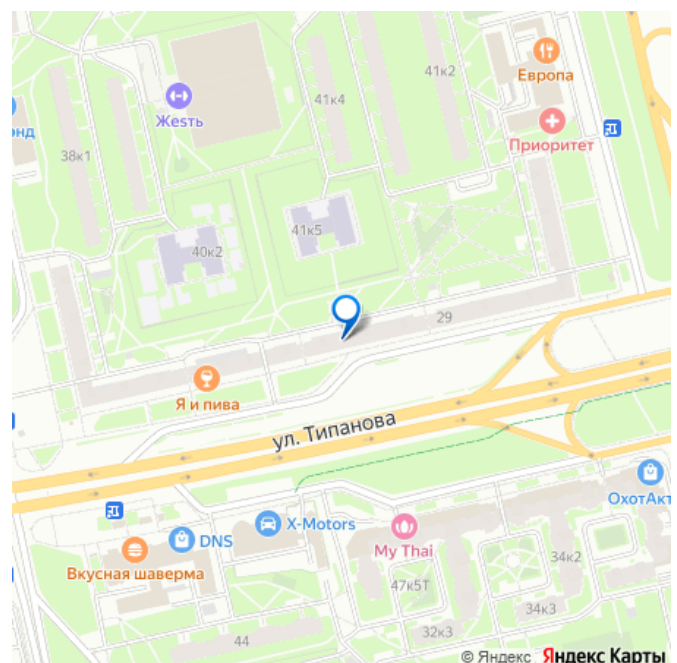 Европа
41к2
41к4
Жесть
онд
Приоритет
38к1
41к5
40к2
29
Я и пива
ул. Типанова
ОхотАкт
X-Motors
DNS
My Thai
Вкусная шаверма
34к2
47к5Т
34к3
32к3
44
© Яндекс Яндекс Карты